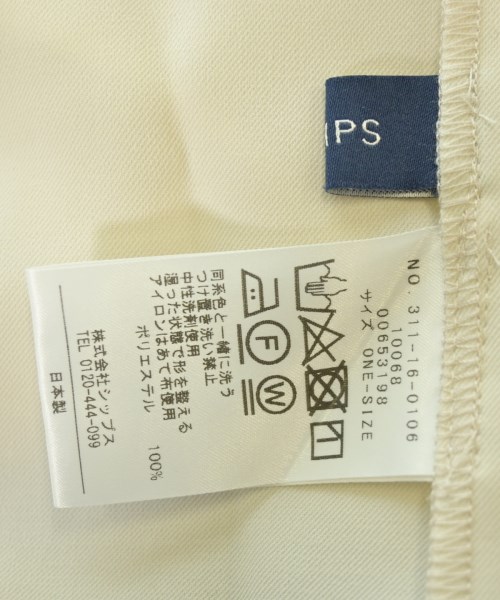 IPS
NO. 311-16-0106
10068
00653198
サイズ ONE-SIZE
F
W
同系色と一緒に洗う
つけ置き洗い禁止
中性洗剤使用
湿った状態で形を整える
アイロンはあて布使用
ポリエステル 100%
株式会社シップス
TEL 0120-444-099
日本製